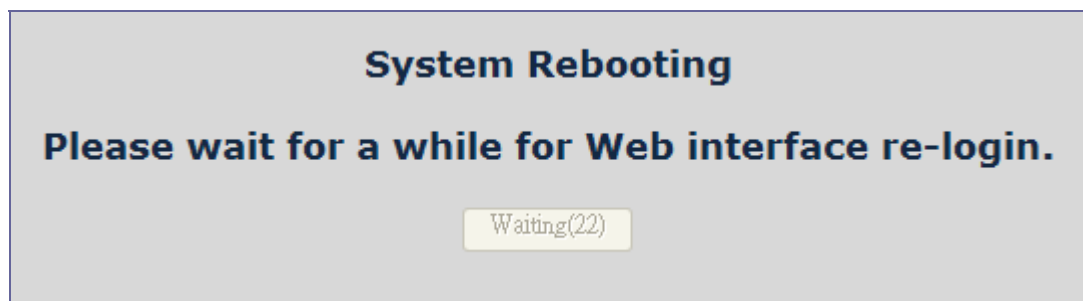 System Rebooting
Please wait for a while for Web interface re-login.
Waiting(22)